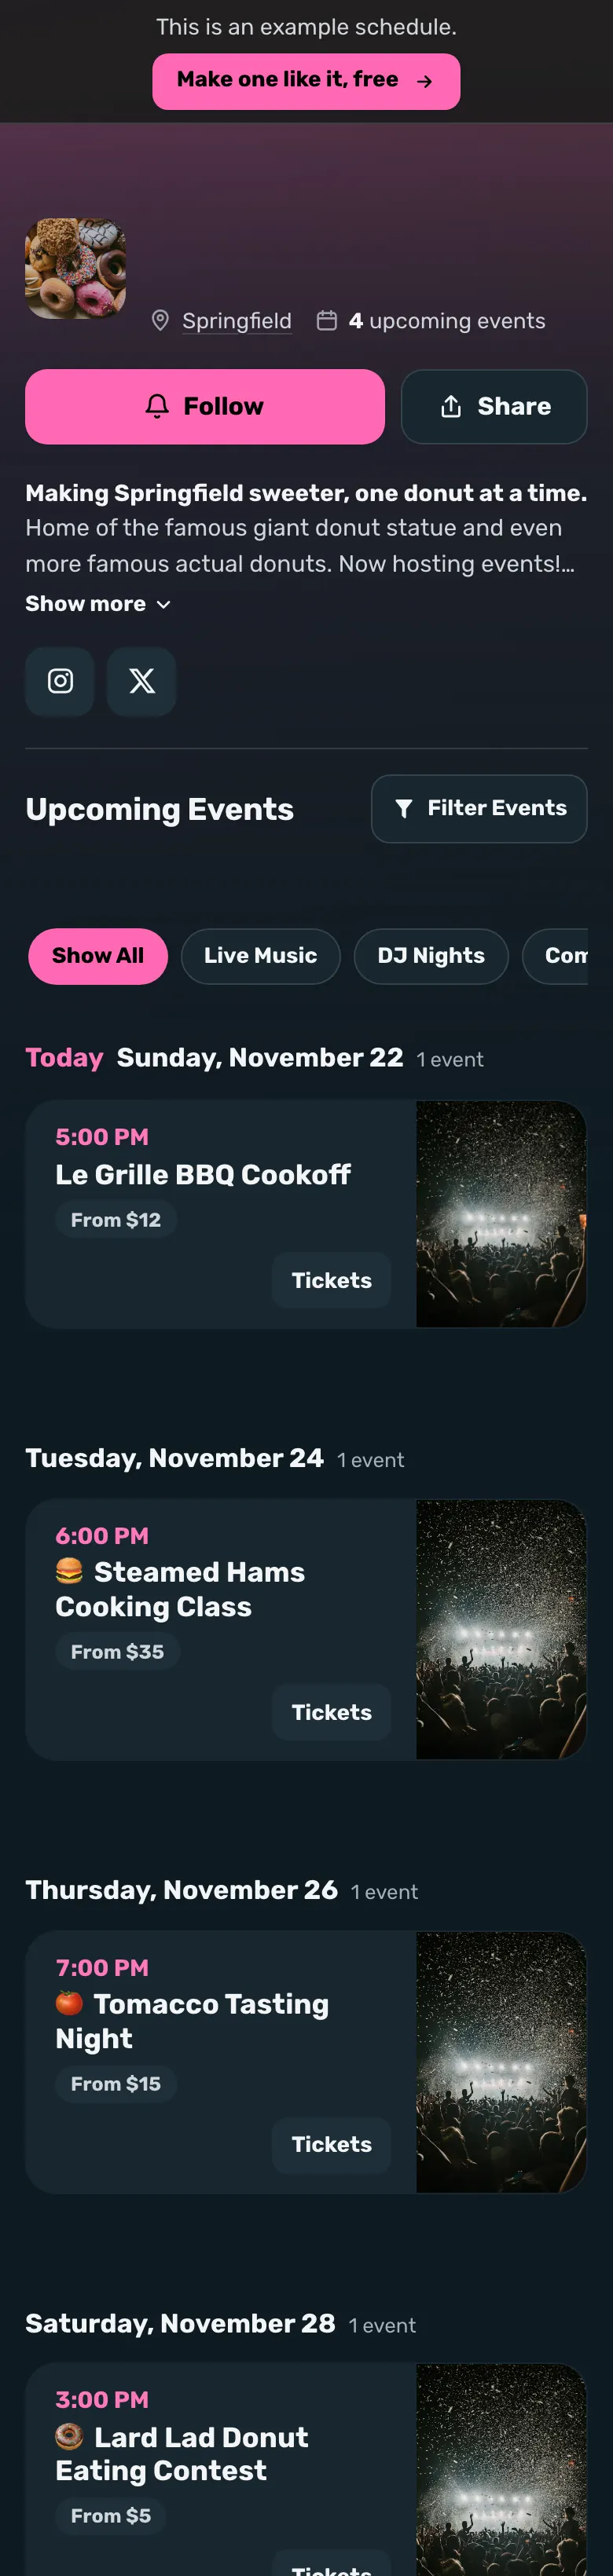 This is an example schedule.
Make one like it, free →
Springfield 4 upcoming events
Follow Share
Making Springfield sweeter, one donut at a time.
Home of the famous giant donut statue and even
more famous actual donuts. Now hosting events!…
Show more
Upcoming Events Filter Events
Show All Live Music DJ Nights Com
Today Sunday, November 22 1 event
5:00 PM
Le Grille BBQ Cookoff
From $12
Tickets
Tuesday, November 24 1 event
6:00 PM
🍔 Steamed Hams
Cooking Class
From $35
Tickets
Thursday, November 26 1 event
7:00 PM
🍅 Tomacco Tasting
Night
From $15
Tickets
Saturday, November 28 1 event
3:00 PM
🍩 Lard Lad Donut
Eating Contest
From $5
Tickets